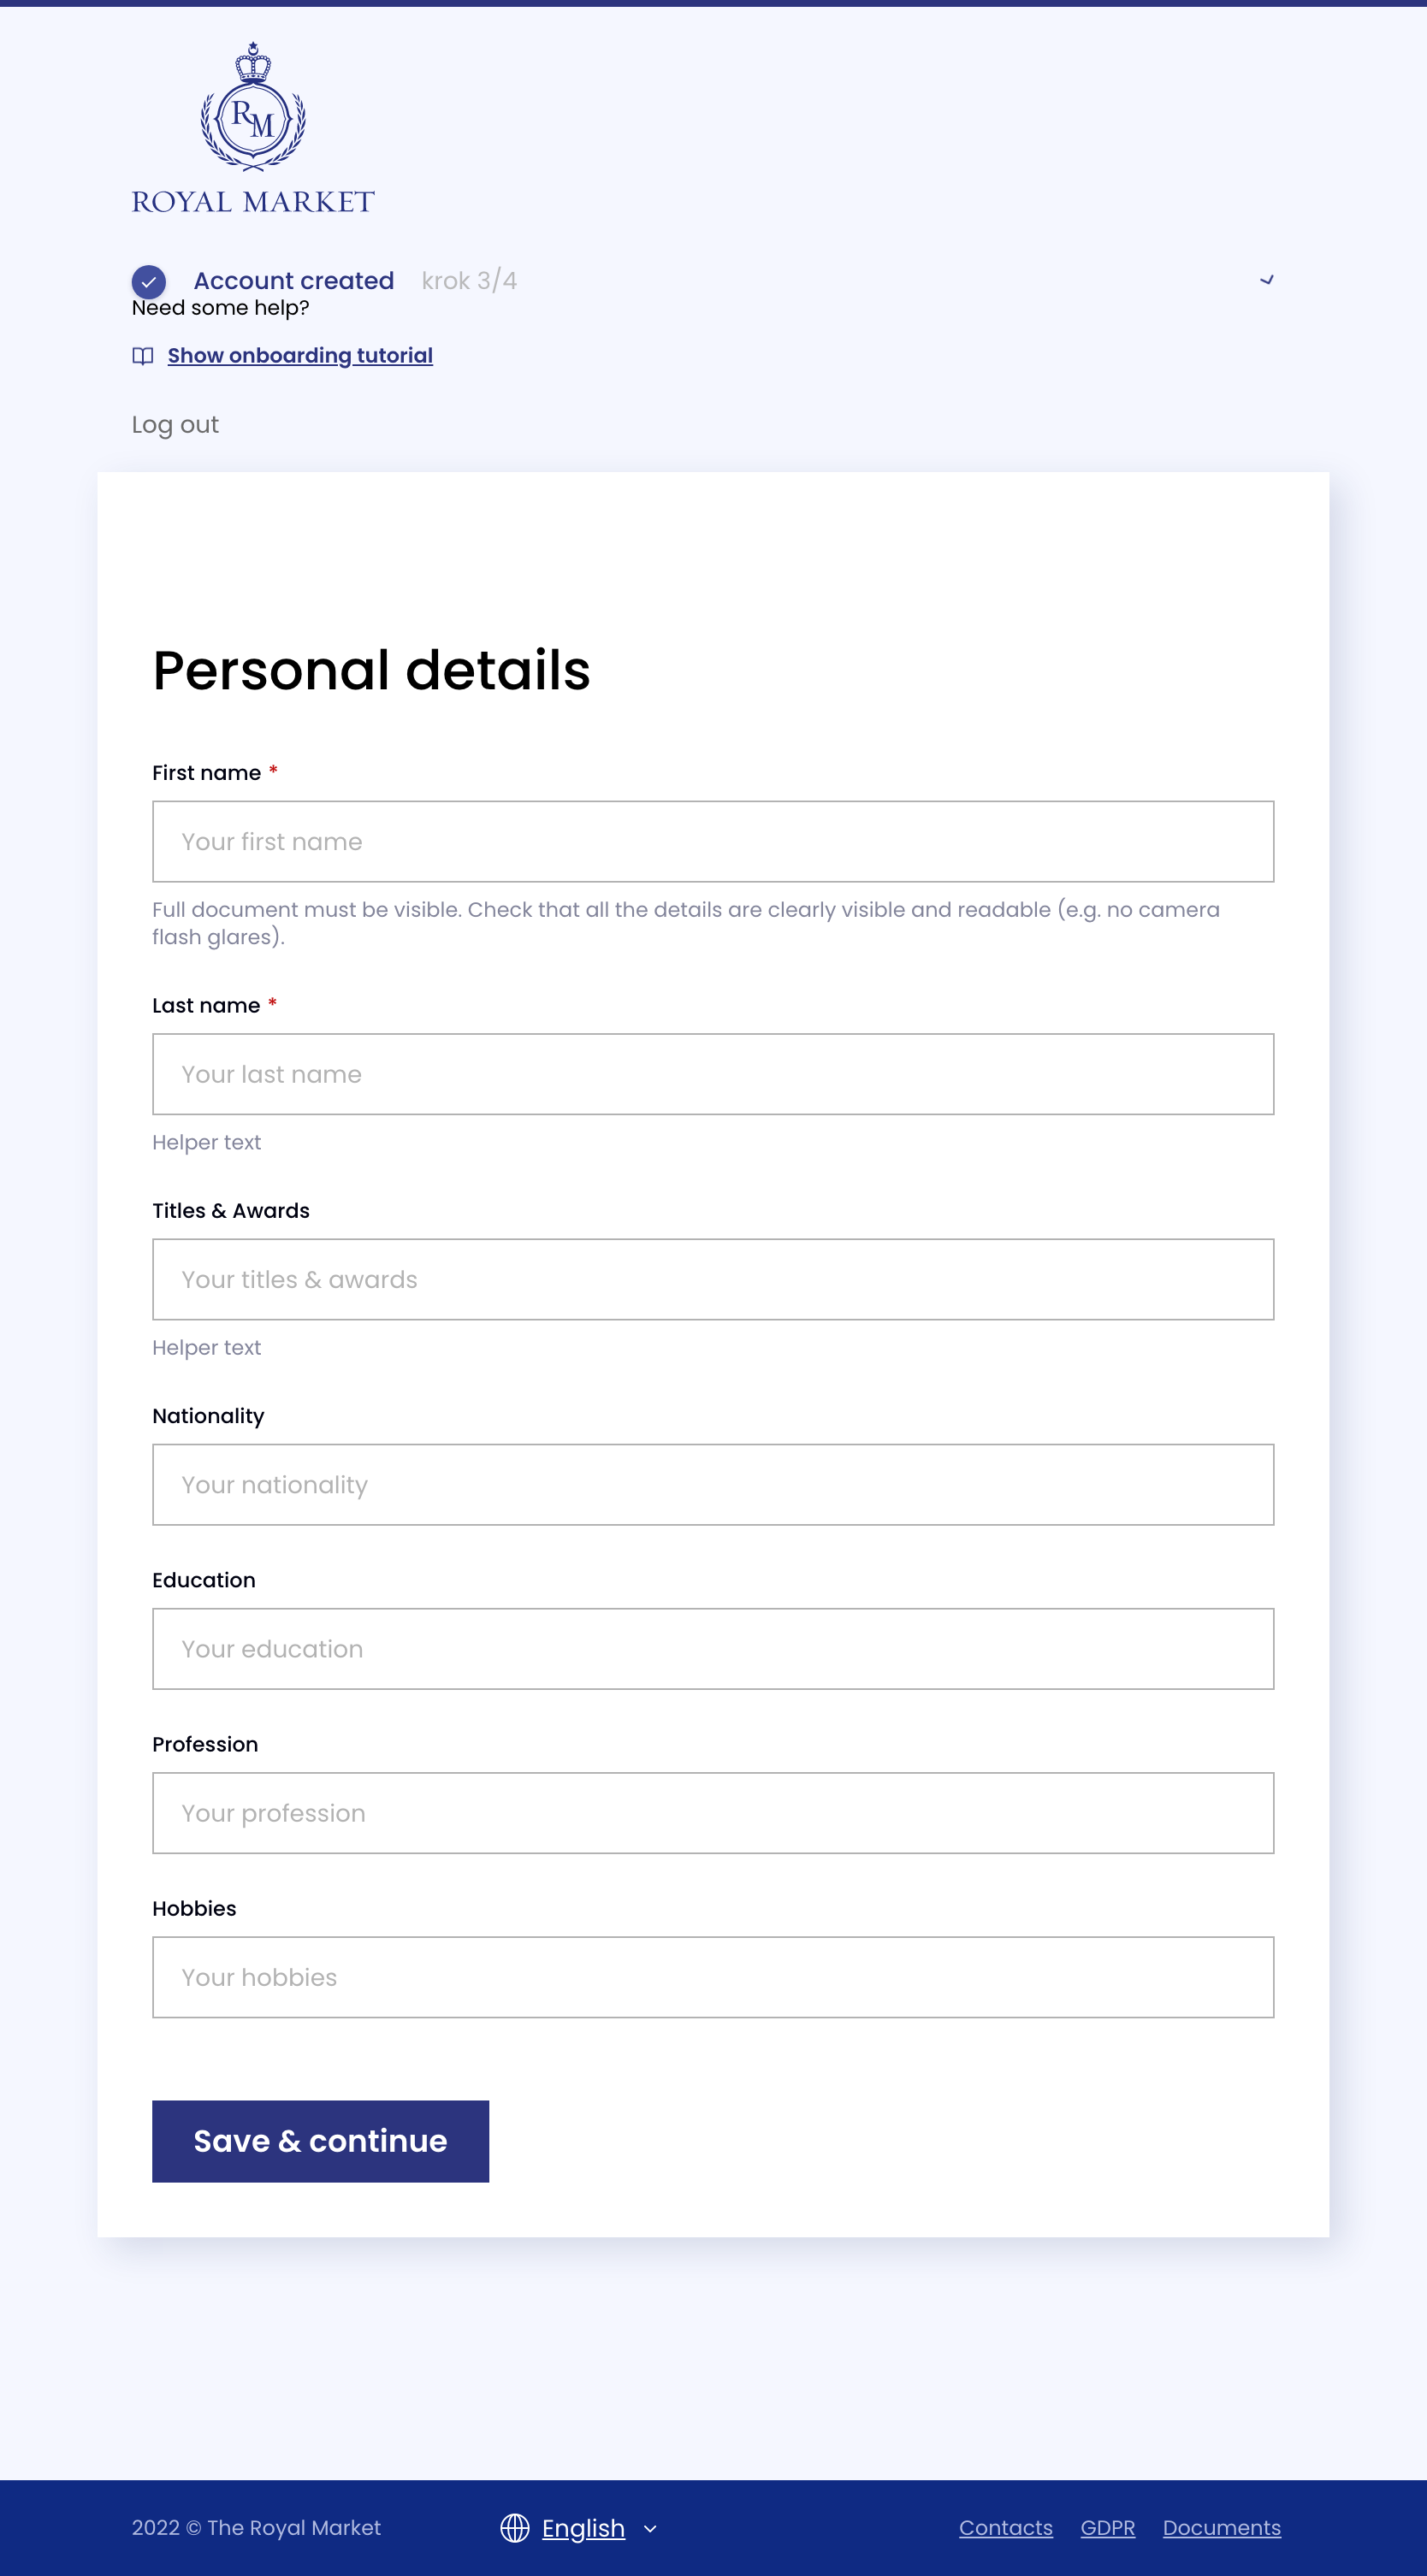 RM
ROYAL MARKET
Account created krok 3/4
Need some help?
Show onboarding tutorial
Log out
Personal details
First name *
Your first name
Full document must be visible. Check that all the details are clearly visible and readable (e.g. no camera
flash glares).
Last name *
Your last name
Helper text
Titles & Awards
Your titles & awards
Helper text
Nationality
Your nationality
Education
Your education
Profession
Your profession
Hobbies
Your hobbies
Save & continue
2022 © The Royal Market English Contacts GDPR Documents